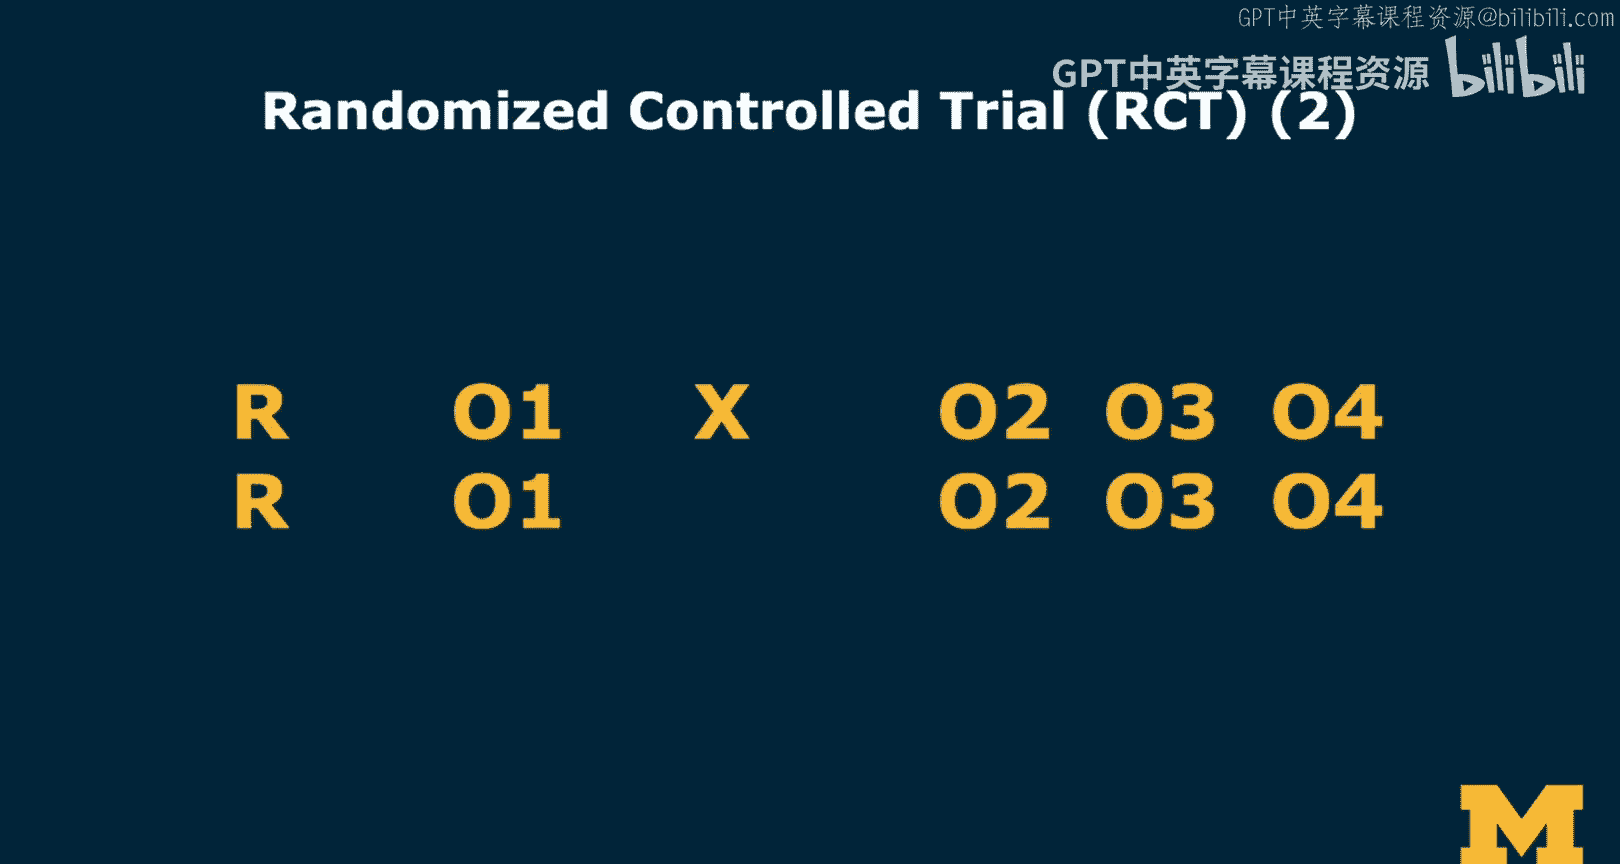 GPT中英字幕课程资源@bilibili.com
GPT中英字幕课程资源 bilibili
Randomized Controlled Trial (RCT) (2)
R O1 X O2 O3 O4
R O1 O2 O3 O4
M